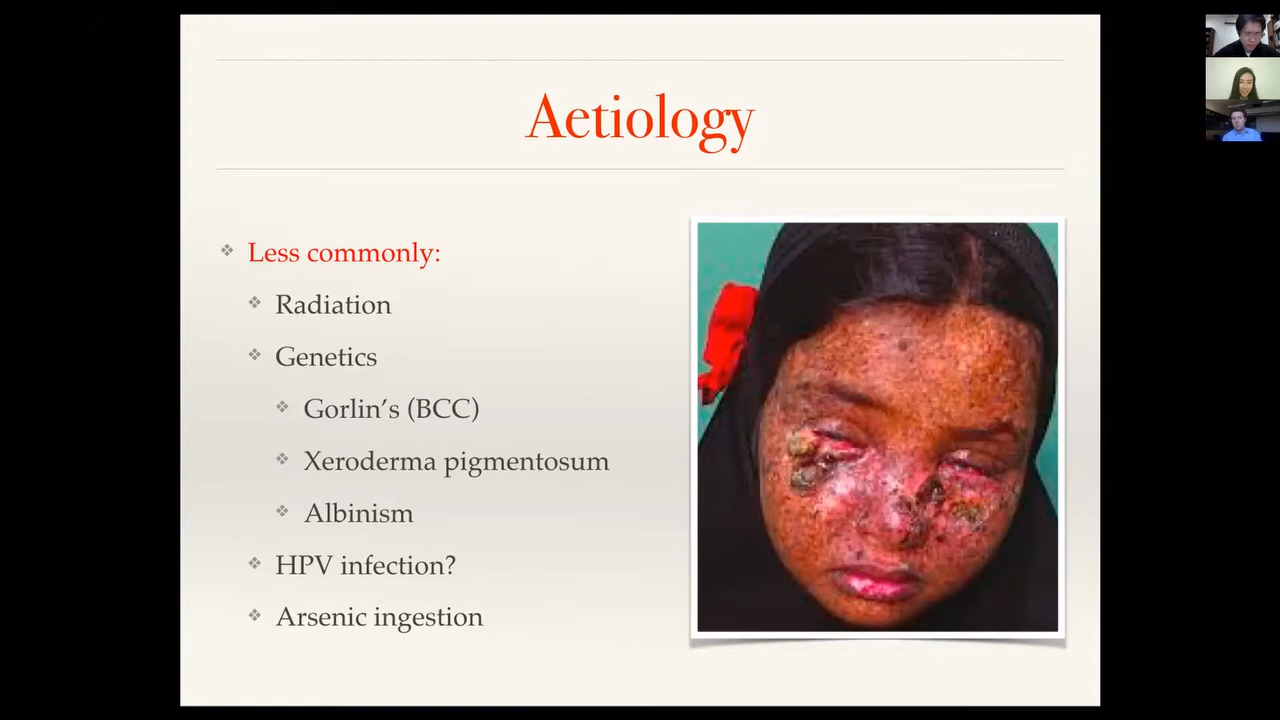 Aetiology
Less commonly:
Radiation
Genetics
Gorlin’s (BCC)
Xeroderma pigmentosum
Albinism
HPV infection?
Arsenic ingestion